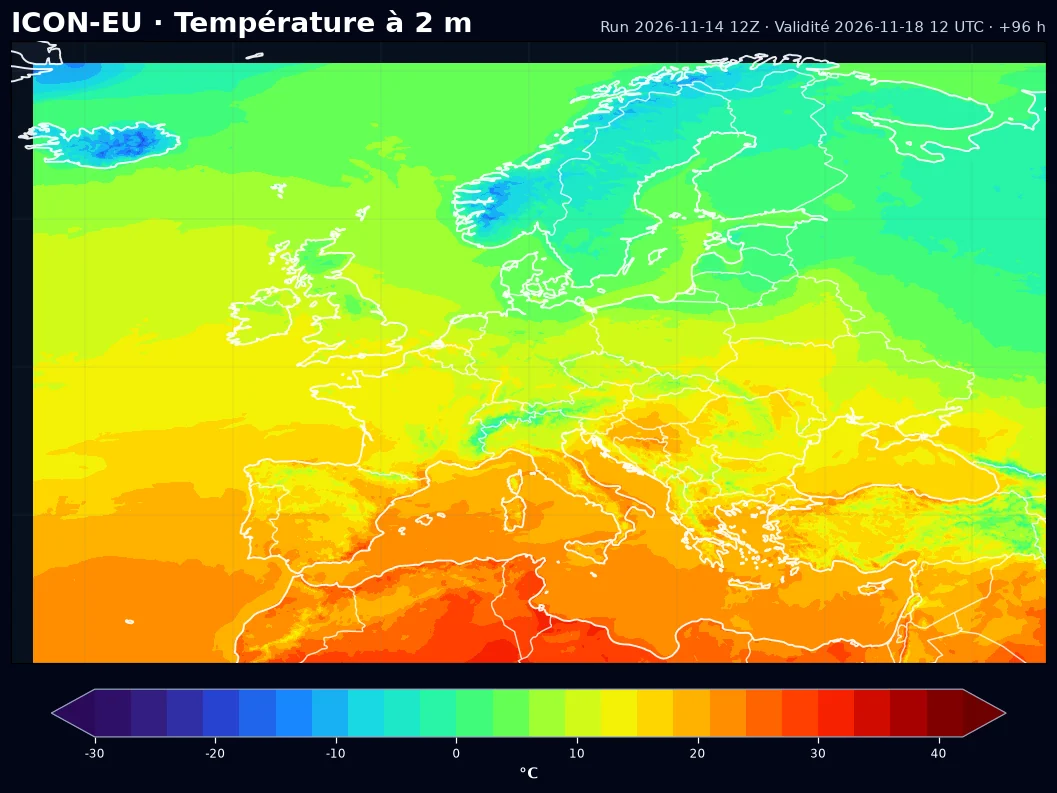 ICON-EU · Température à 2 m
Run 2026-11-14 12Z · Validité 2026-11-18 12 UTC · +96 h
-30 -20 -10 0 10 20 30 40
°C